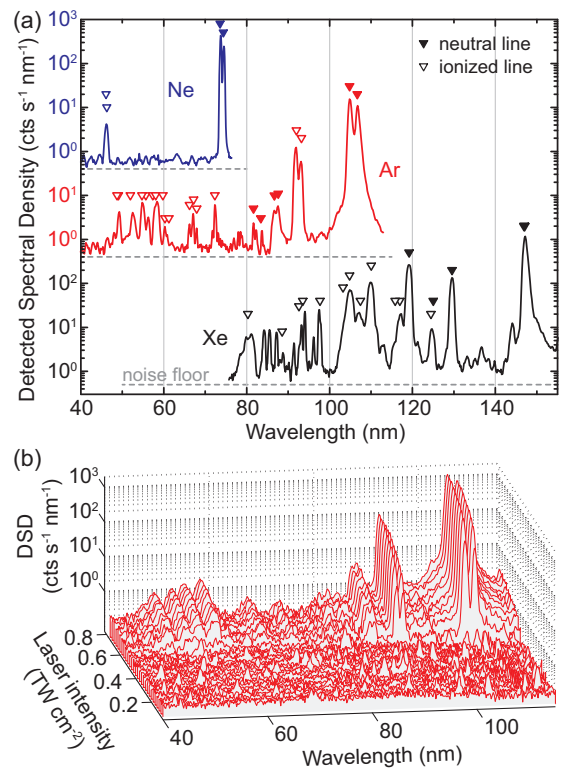 (a)
Detected Spectral Density (cts s⁻¹ nm⁻¹)
10³
10²
10¹
10⁰
10¹
10⁰
10²
10¹
10⁰
Ne
Ar
Xe
neutral line
ionized line
noise floor
40 60 80 100 120 140
Wavelength (nm)
(b)
DSD
(cts s⁻¹ nm⁻¹)
10³
10²
10¹
10⁰
0.8
0.6
0.4
0.2
Laser intensity
(TW cm⁻²)
40 60 80 100
Wavelength (nm)